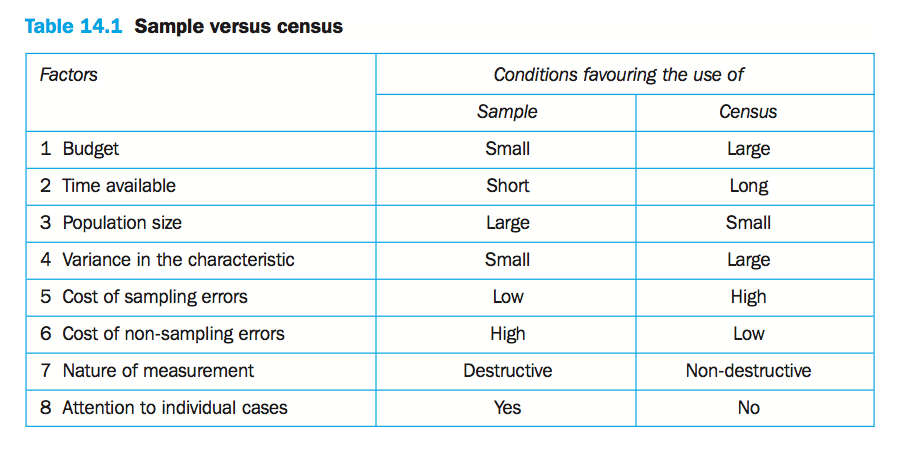 Table 14.1 Sample versus census
Factors Conditions favouring the use of
Sample Census
1 Budget Small Large
2 Time available Short Long
3 Population size Large Small
4 Variance in the characteristic Small Large
5 Cost of sampling errors Low High
6 Cost of non-sampling errors High Low
7 Nature of measurement Destructive Non-destructive
8 Attention to individual cases Yes No